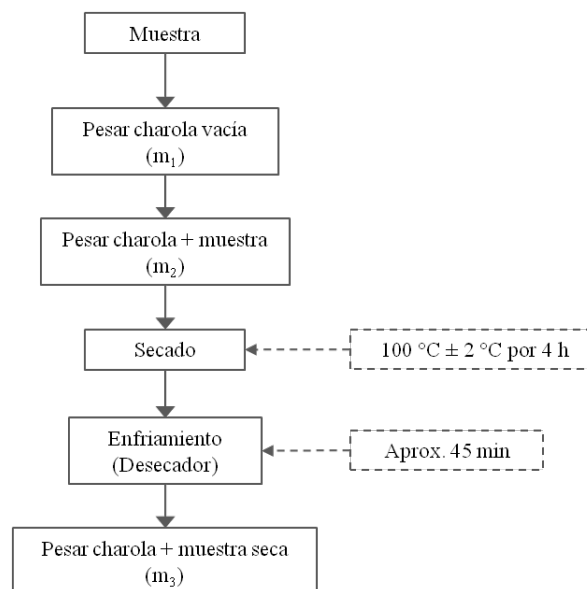 Muestra
Pesar charola vacía
(m₁)
Pesar charola + muestra
(m₂)
Secado
100 °C ± 2 °C por 4 h
Enfriamiento
(Desecador)
Aprox. 45 min
Pesar charola + muestra seca
(m₃)